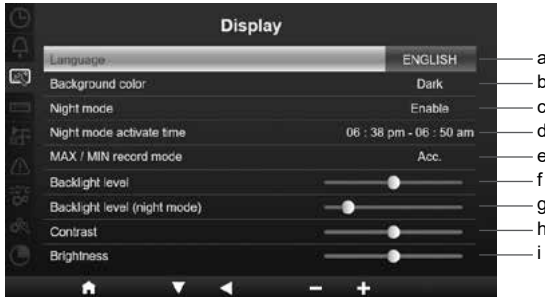 Display
Language ENGLISH a
Background color Dark b
Night mode Enable c
Night mode activate time 06 : 38 pm - 06 : 50 am d
MAX / MIN record mode Acc. e
Backlight level f
Backlight level (night mode) g
Contrast h
Brightness i